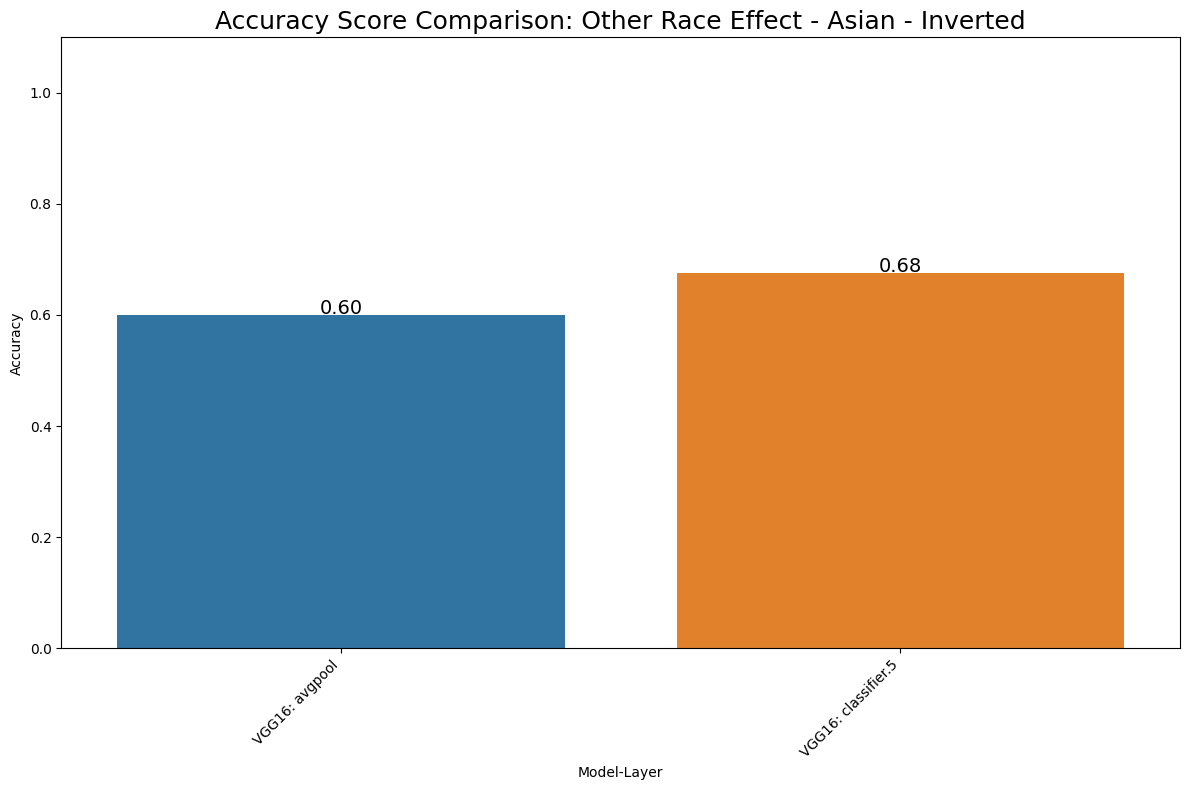 Accuracy Score Comparison: Other Race Effect - Asian - Inverted
1.0
0.8
0.6
0.4
0.2
0.0
Accuracy
0.60
0.68
VGG16: avgpool
VGG16: classifier.5
Model-Layer